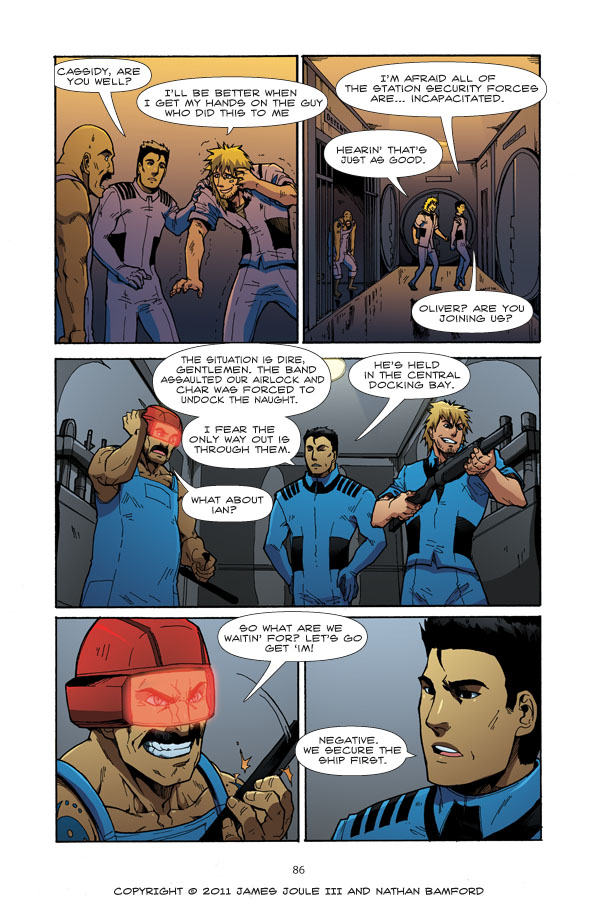 CASSIDY, ARE
YOU WELL?
I'LL BE BETTER WHEN
I GET MY HANDS ON THE GUY
WHO DID THIS TO ME
I'M AFRAID ALL OF
THE STATION SECURITY FORCES
ARE... INCAPACITATED.
HEARIN' THAT'S
JUST AS GOOD.
OLIVER? ARE YOU
JOINING US?
THE SITUATION IS DIRE,
GENTLEMEN. THE BAND
ASSAULTED OUR AIRLOCK AND
CHAR WAS FORCED TO
UNDOCK THE NAUGHT.
I FEAR THE
ONLY WAY OUT IS
THROUGH THEM.
WHAT ABOUT
IAN?
HE'S HELD
IN THE CENTRAL
DOCKING BAY.
SO WHAT ARE WE
WAITIN' FOR? LET'S GO
GET 'IM!
NEGATIVE.
WE SECURE THE
SHIP FIRST.
86
COPYRIGHT © 2011 JAMES JOULE III AND NATHAN BAMFORD